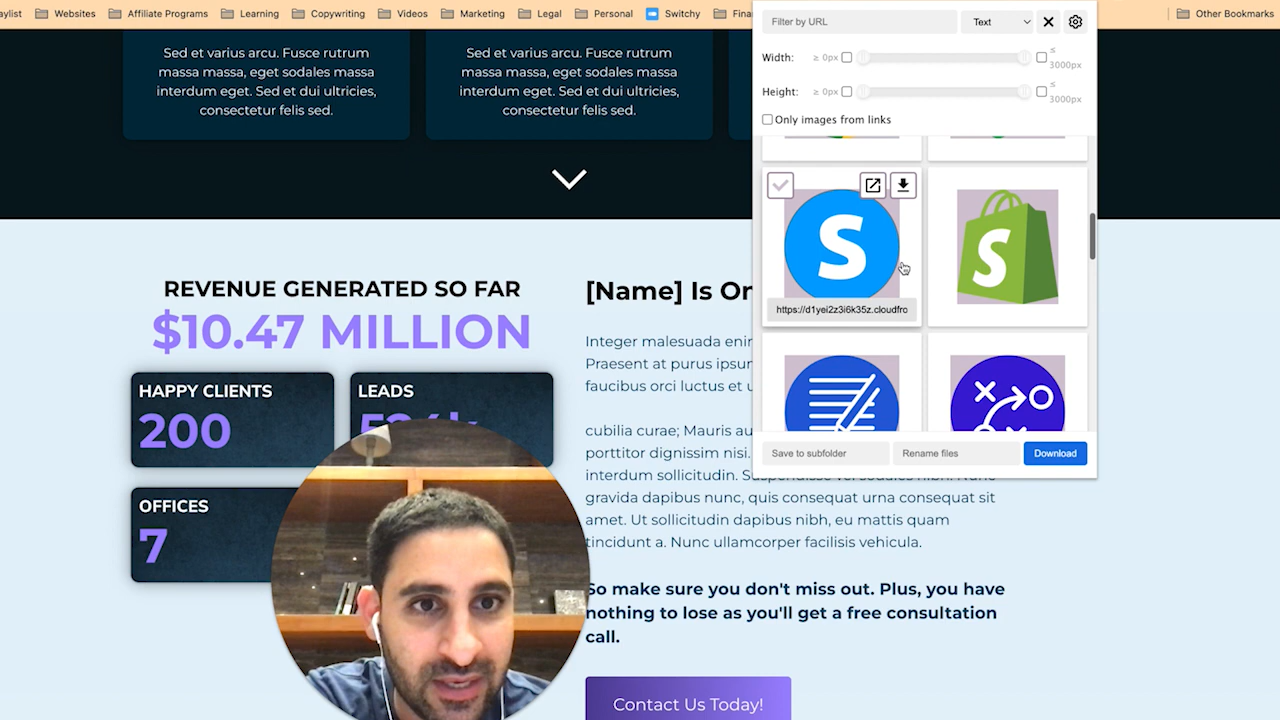 Websites
Affiliate Programs
Learning
Copywriting
Videos
Marketing
Legal
Personal
Switchy
Other Bookmarks
Sed et varius arcu. Fusce rutrum
massa massa, eget sodales massa
interdum eget. Sed et dui ultricies,
consectetur felis sed.
Sed et varius arcu. Fusce rutrum
massa massa, eget sodales massa
interdum eget. Sed et dui ultricies,
consectetur felis sed.
REVENUE GENERATED SO FAR
$10.47 MILLION
HAPPY CLIENTS
200
LEADS
OFFICES
7
[Name] Is
Integer malesuada
Praesent at purus
faucibus orci luctus et
cubilia curae; Mauris
porttitor dignissim nisi.
interdum sollicitudin. Suspendisse
gravida dapibus nunc, quis consequat urna consequat sit
amet. Ut sollicitudin dapibus nibh, eu mattis quam
tincidunt a. Nunc ullamcorper facilisis vehicula.
So make sure you don't miss out. Plus, you have
nothing to lose as you'll get a free consultation
call.
Contact Us Today!
Filter by URL
Text
Width:
≥ 0px
≤
3000px
Height:
≥ 0px
≤
3000px
Only images from links
S
S
https://d1yei2z3i6k35z.cloudfro
Save to subfolder
Rename files
Download